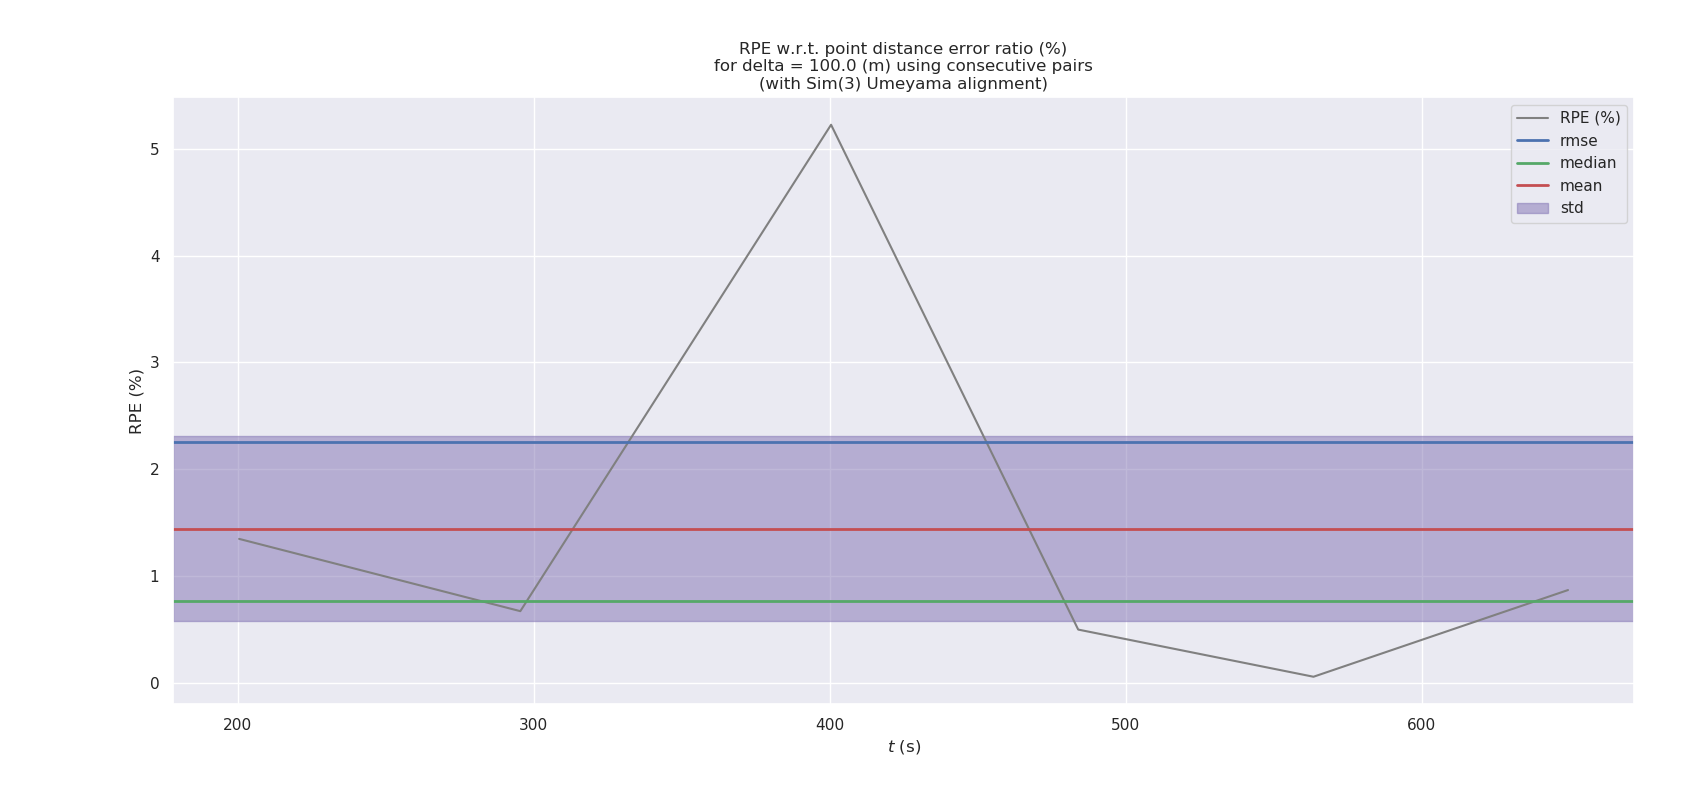 RPE w.r.t. point distance error ratio (%)
for delta = 100.0 (m) using consecutive pairs
(with Sim(3) Umeyama alignment)
RPE (%)
rmse
median
mean
std
5
4
3
2
1
0
RPE (%)
200
300
400
500
600
t (s)